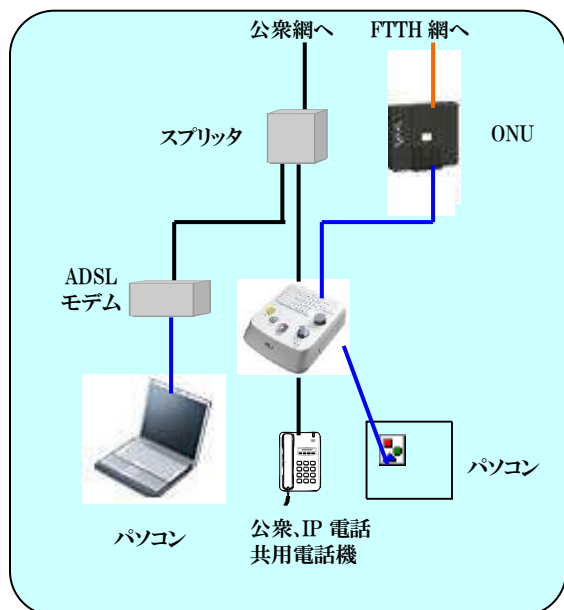 公衆網へ
FTTH 網へ
スプリッタ
ONU
ADSL
モデム
パソコン
パソコン
公衆、IP 電話
共用電話機